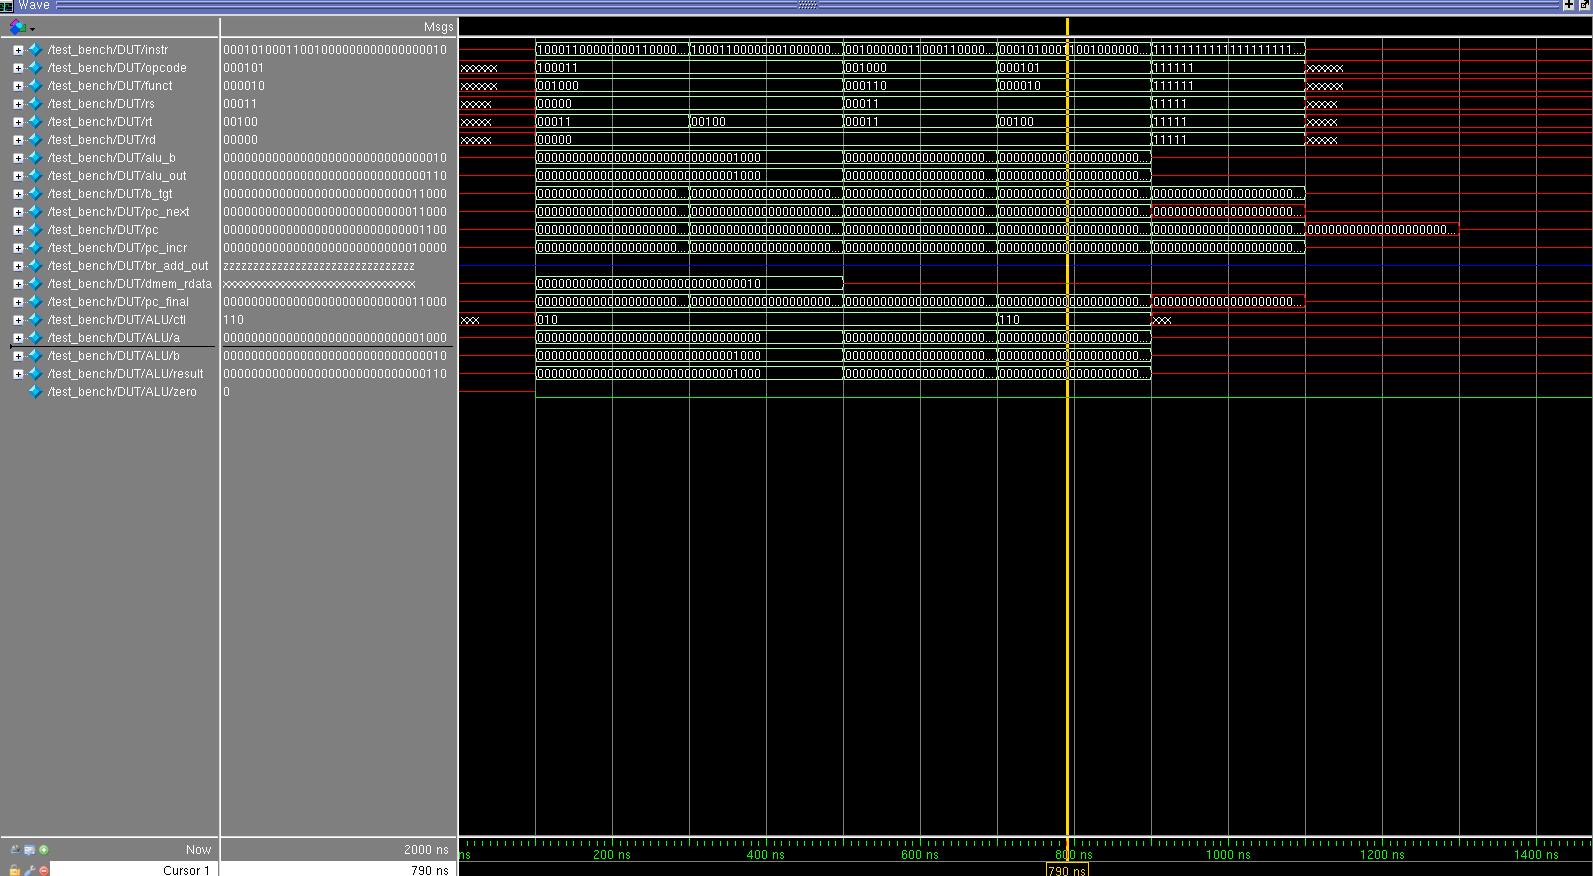 Wave
Msgs
/test_bench/DUT/instr 00010100011001000000000000000010 10001100000000110000... 10001100000001000000... 00100000011000110000... 00010100011001000000... 11111111111111111111...
/test_bench/DUT/opcode 000101 xxxxxx 100011 001000 000101 111111 xxxxxx
/test_bench/DUT/funct 000010 xxxxxx 001000 000110 000010 111111 xxxxxx
/test_bench/DUT/rs 00011 xxxxx 00000 00011 11111 xxxxx
/test_bench/DUT/rt 00100 xxxxx 00011 00100 00011 00100 11111 xxxxx
/test_bench/DUT/rd 00000 xxxxx 00000 11111 xxxxx
/test_bench/DUT/alu_b 00000000000000000000000000000010 00000000000000000000000000001000 00000000000000000000... 00000000000000000000...
/test_bench/DUT/alu_out 00000000000000000000000000000110 00000000000000000000000000001000 00000000000000000000... 00000000000000000000...
/test_bench/DUT/b_tgt 00000000000000000000000000011000 00000000000000000000... 00000000000000000000... 00000000000000000000... 00000000000000000000... 00000000000000000000...
/test_bench/DUT/pc_next 00000000000000000000000000011000 00000000000000000000... 00000000000000000000... 00000000000000000000... 00000000000000000000... 00000000000000000000...
/test_bench/DUT/pc 00000000000000000000000000001100 00000000000000000000... 00000000000000000000... 00000000000000000000... 00000000000000000000... 00000000000000000000... 00000000000000000000...
/test_bench/DUT/pc_incr 00000000000000000000000000010000 00000000000000000000... 00000000000000000000... 00000000000000000000... 00000000000000000000... 00000000000000000000...
/test_bench/DUT/br_add_out zzzzzzzzzzzzzzzzzzzzzzzzzzzzzzzz
/test_bench/DUT/dmem_rdata xxxxxxxxxxxxxxxxxxxxxxxxxxxxxxxx 00000000000000000000000000000010
/test_bench/DUT/pc_final 00000000000000000000000000011000 00000000000000000000... 00000000000000000000... 00000000000000000000... 00000000000000000000... 00000000000000000000...
/test_bench/DUT/ALU/ctl 110 xxx 010 110 xxx
/test_bench/DUT/ALU/a 00000000000000000000000000001000 00000000000000000000000000000000 00000000000000000000... 00000000000000000000...
/test_bench/DUT/ALU/b 00000000000000000000000000000010 00000000000000000000000000001000 00000000000000000000... 00000000000000000000...
/test_bench/DUT/ALU/result 00000000000000000000000000000110 00000000000000000000000000001000 00000000000000000000... 00000000000000000000...
/test_bench/DUT/ALU/zero 0
Now 2000 ns ns 200 ns 400 ns 600 ns 800 ns 1000 ns 1200 ns 1400 ns
Cursor 1 790 ns 790 ns